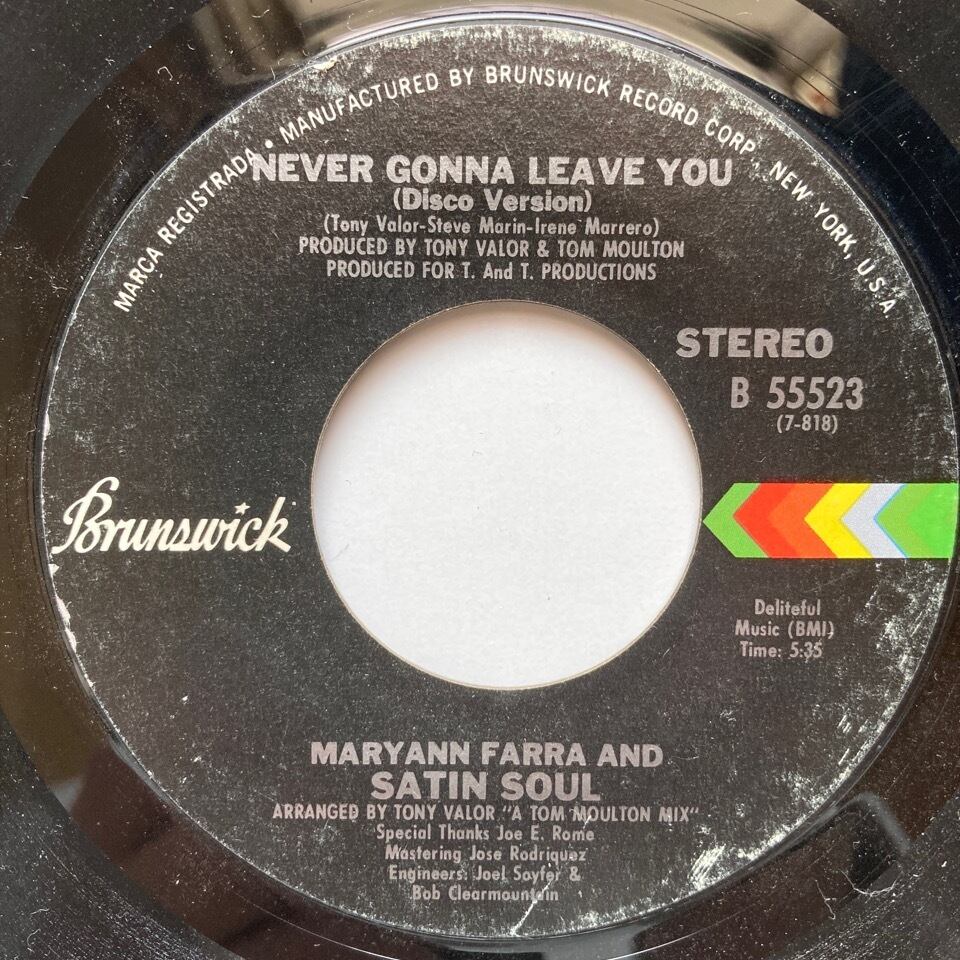 MARCA REGISTRADA • MANUFACTURED BY BRUNSWICK RECORD CORP., NEW YORK, U.S.A
NEVER GONNA LEAVE YOU
(Disco Version)
(Tony Valor-Steve Marin-Irene Marrero)
PRODUCED BY TONY VALOR & TOM MOULTON
PRODUCED FOR T. And T. PRODUCTIONS
STEREO
B 55523
(7-818)
Brunswick
Deliteful
Music (BMI)
Time: 5:35
MARYANN FARRA AND
SATIN SOUL
ARRANGED BY TONY VALOR "A TOM MOULTON MIX"
Special Thanks Joe E. Rome
Mastering Jose Rodriquez
Engineers: Joel Soyfer &
Bob Clearmountain